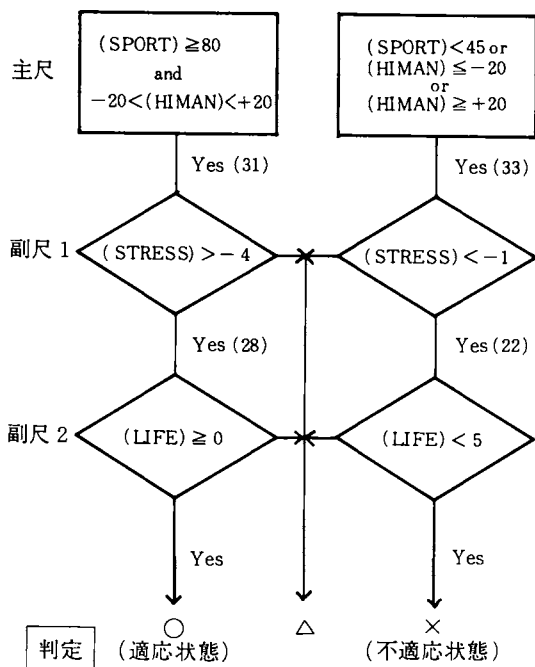 主尺
(SPORT)≧80
and
-20<(HIMAN)<+20
(SPORT)<45 or
(HIMAN)≦-20
or
(HIMAN)≧+20
Yes (31)
Yes (33)
副尺 1
(STRESS)>-4
(STRESS)<-1
Yes (28)
Yes (22)
副尺 2
(LIFE)≧0
(LIFE)<5
Yes
Yes
判定
○
△
×
(適応状態)
(不適応状態)